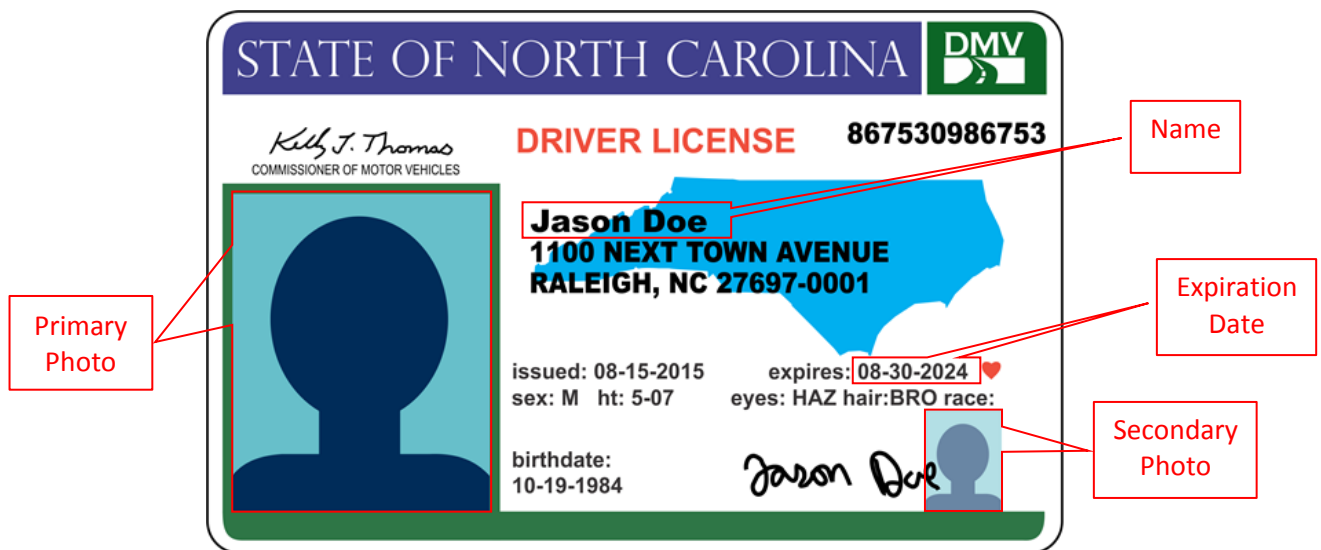 STATE OF NORTH CAROLINA
DMV
Kelly J. Thomas
COMMISSIONER OF MOTOR VEHICLES
DRIVER LICENSE
867530986753
Name
Jason Doe
1100 NEXT TOWN AVENUE
RALEIGH, NC 27697-0001
Expiration
Date
Primary
Photo
issued: 08-15-2015
expires: 08-30-2024
sex: M ht: 5-07
eyes: HAZ hair:BRO race:
birthdate:
10-19-1984
Jason Doe
Secondary
Photo